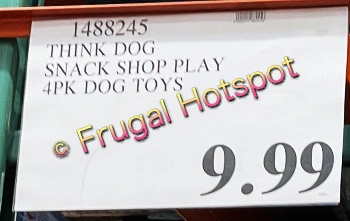 1488245
THINK DOG
SNACK SHOP PLAY
4PK DOG TOYS
© Frugal Hotspot
9.99